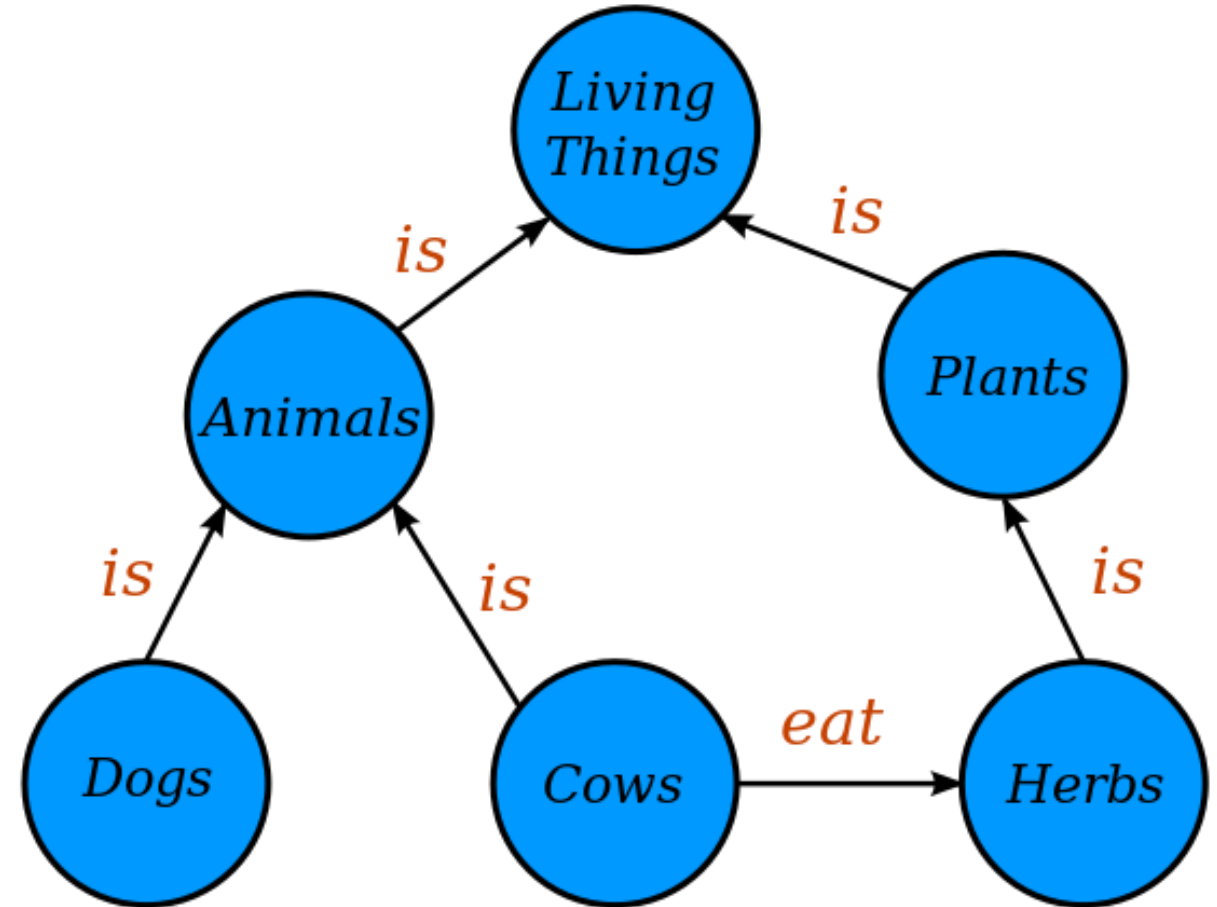 Living
Things
is
is
Animals
Plants
is
is
is
Dogs
Cows
eat
Herbs